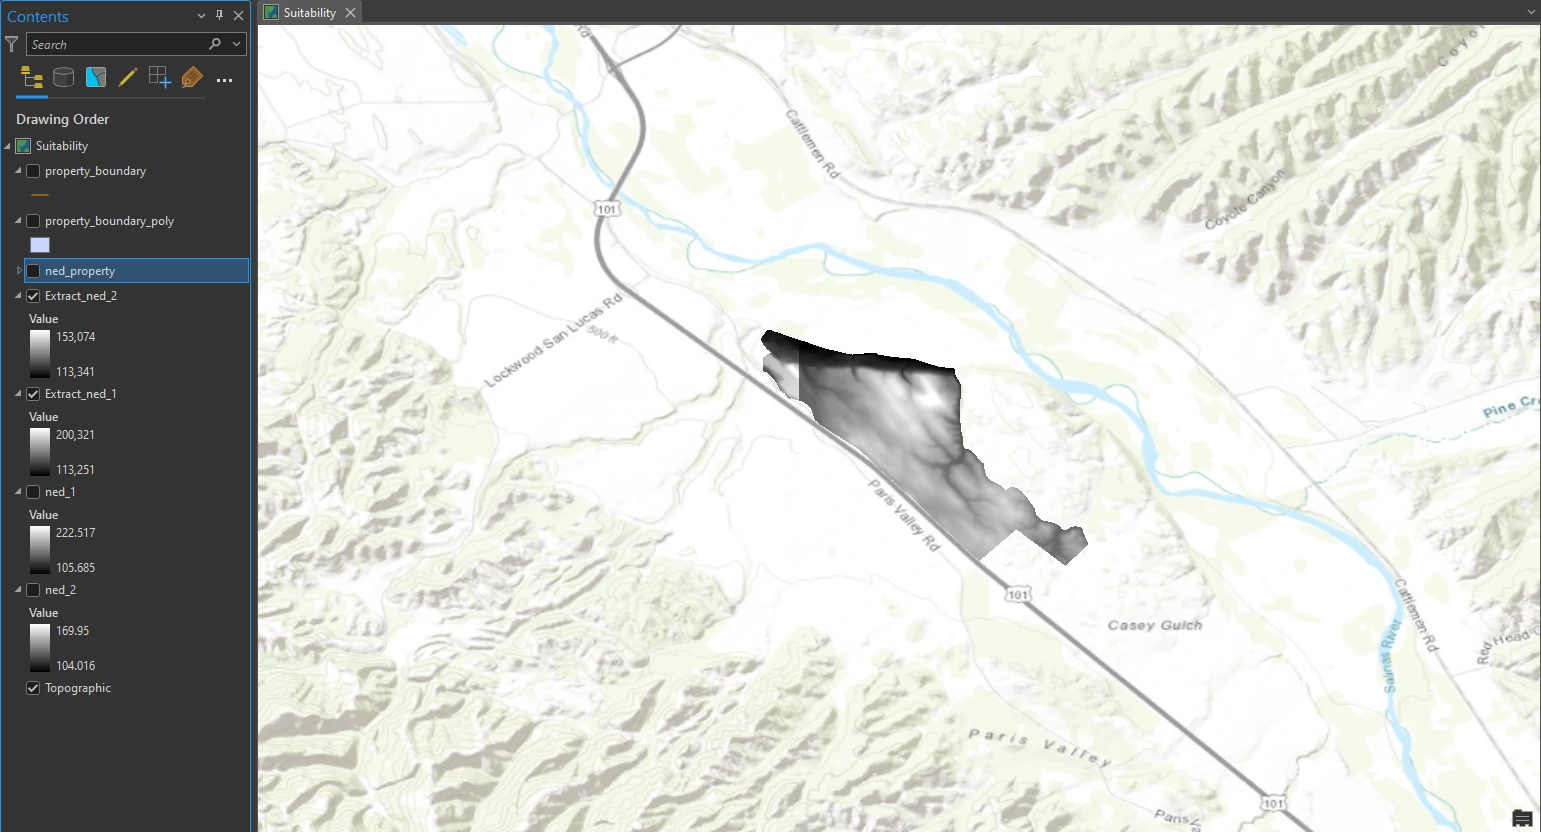 Contents
Suitability
Search
Drawing Order
Suitability
property_boundary
property_boundary_poly
ned_property
Extract_ned_2
Value
153,074
113,341
Extract_ned_1
Value
200,321
113,251
ned_1
Value
222.517
105.685
ned_2
Value
169.95
104.016
Topographic
Rd
Coyo
Cattlemen Rd
Coyote Canyon
101
Lockwood San Lucas Rd
500 ft
Pine Cr
Paris Valley Rd
101
Casey Gulch
Cattlemen Rd
Salinas River
Red Head
Paris Valley
101
Paris